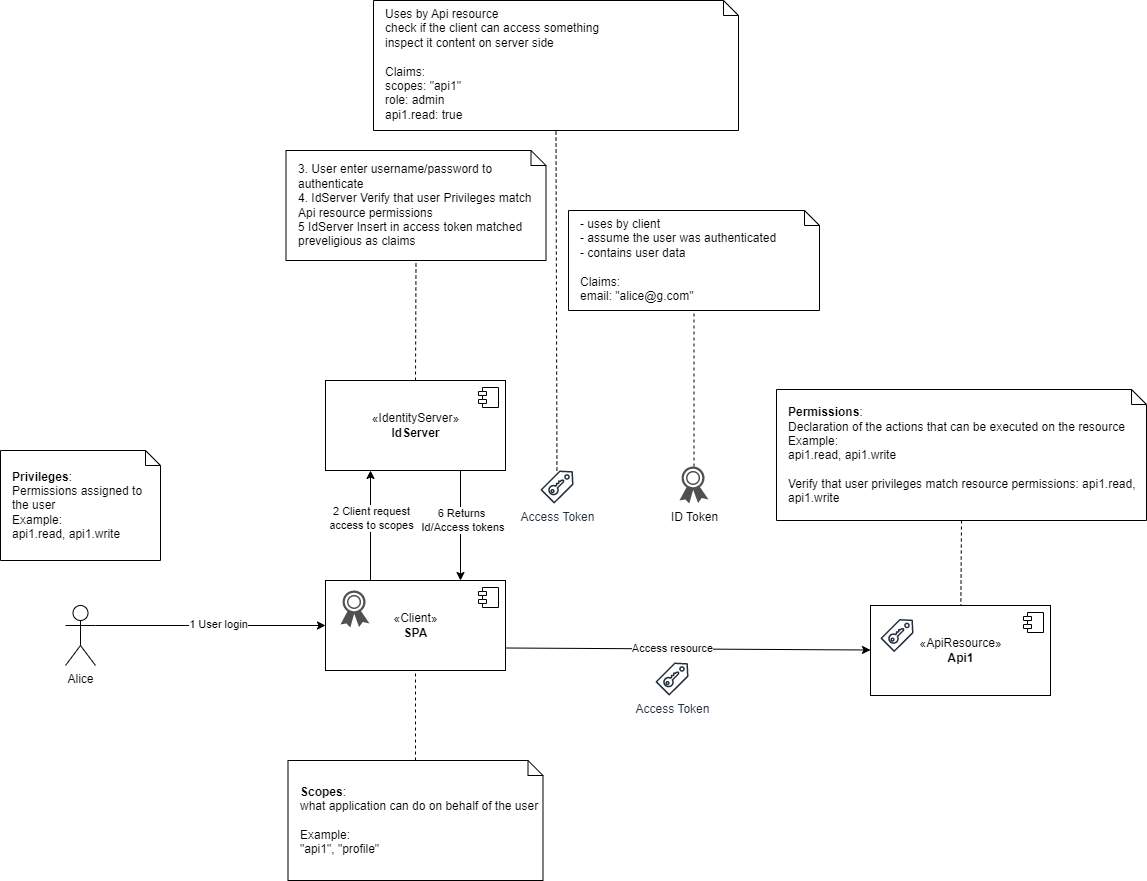 Uses by Api resource
check if the client can access something
inspect it content on server side
Claims:
scopes: "api1"
role: admin
api1.read: true
3. User enter username/password to
authenticate
4. IdServer Verify that user Privileges match
Api resource permissions
5 IdServer Insert in access token matched
preveligious as claims
- uses by client
- assume the user was authenticated
- contains user data
Claims:
email: "alice@g.com"
«IdentityServer»
IdServer
Permissions:
Declaration of the actions that can be executed on the resource
Example:
api1.read, api1.write
Verify that user privileges match resource permissions: api1.read,
api1.write
Privileges:
Permissions assigned to
the user
Example:
api1.read, api1.write
Access Token
ID Token
2 Client request
access to scopes
6 Returns
Id/Access tokens
«Client»
SPA
1 User login
Alice
Access resource
Access Token
«ApiResource»
Api1
Scopes:
what application can do on behalf of the user
Example:
"api1", "profile"